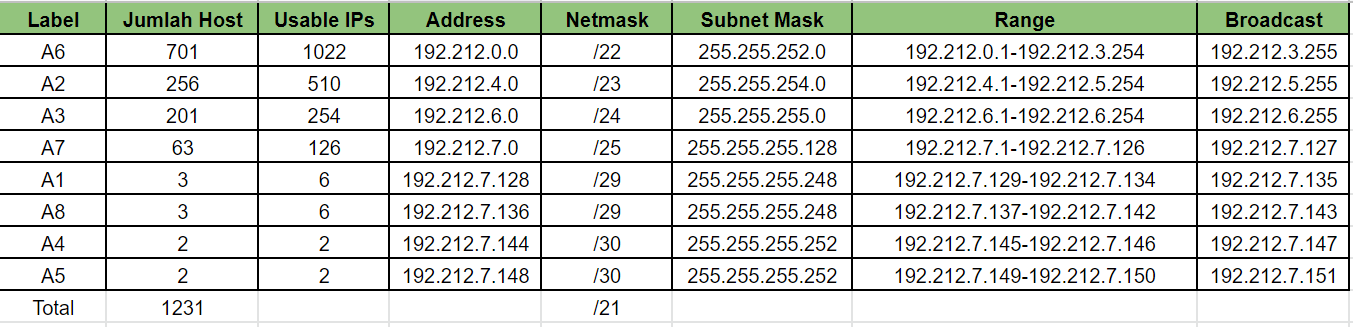 Label Jumlah Host Usable IPs Address Netmask Subnet Mask Range Broadcast
A6 701 1022 192.212.0.0 /22 255.255.252.0 192.212.0.1-192.212.3.254 192.212.3.255
A2 256 510 192.212.4.0 /23 255.255.254.0 192.212.4.1-192.212.5.254 192.212.5.255
A3 201 254 192.212.6.0 /24 255.255.255.0 192.212.6.1-192.212.6.254 192.212.6.255
A7 63 126 192.212.7.0 /25 255.255.255.128 192.212.7.1-192.212.7.126 192.212.7.127
A1 3 6 192.212.7.128 /29 255.255.255.248 192.212.7.129-192.212.7.134 192.212.7.135
A8 3 6 192.212.7.136 /29 255.255.255.248 192.212.7.137-192.212.7.142 192.212.7.143
A4 2 2 192.212.7.144 /30 255.255.255.252 192.212.7.145-192.212.7.146 192.212.7.147
A5 2 2 192.212.7.148 /30 255.255.255.252 192.212.7.149-192.212.7.150 192.212.7.151
Total 1231 /21